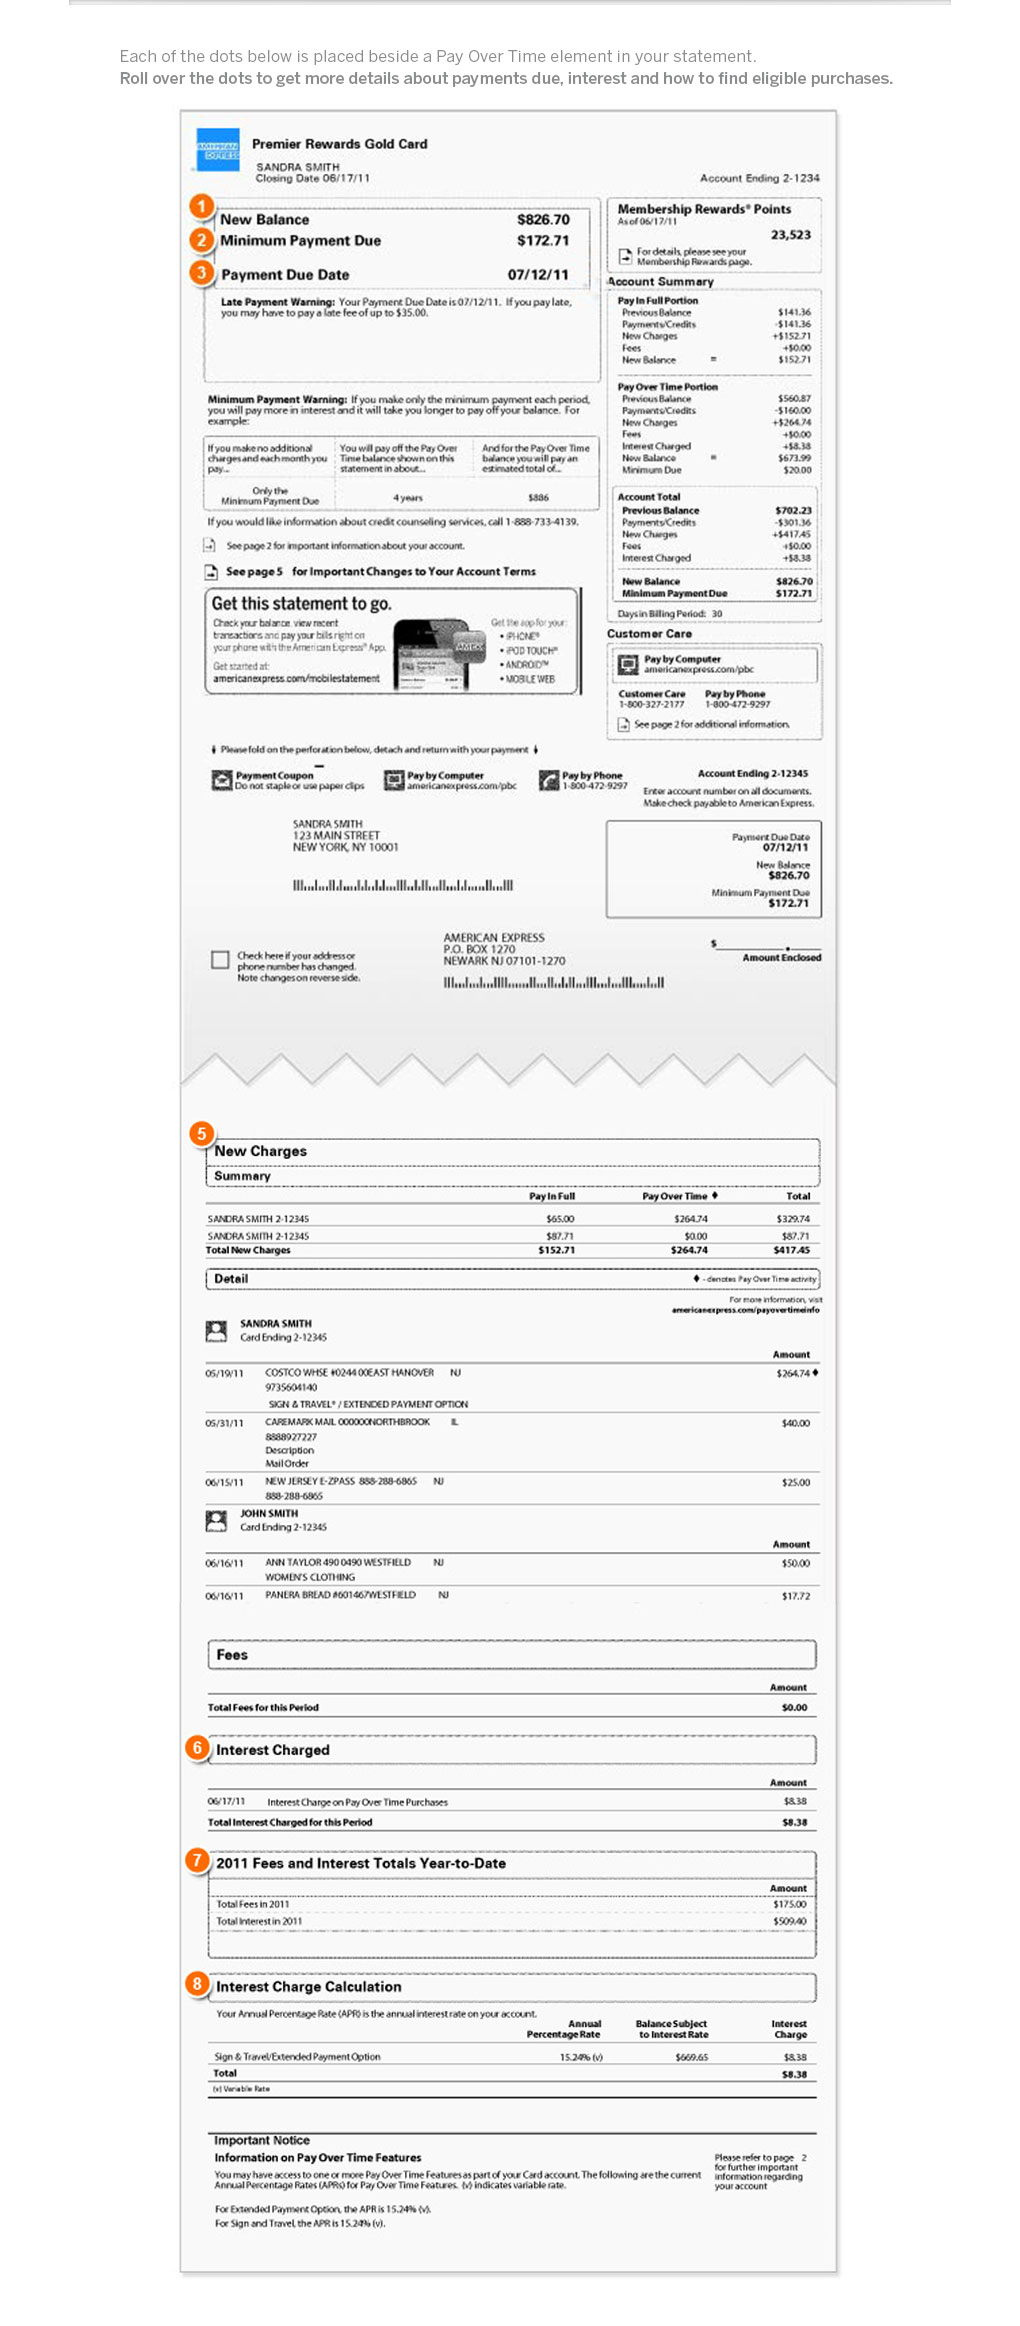 Each of the dots below is placed beside a Pay Over Time element in your statement.
Roll over the dots to get more details about payments due, interest and how to find eligible purchases.
AMERICAN
EXPRESS
Premier Rewards Gold Card
SANDRA SMITH
Closing Date 06/17/11
Account Ending 2-1234
1
New Balance $826.70
2
Minimum Payment Due $172.71
3
Payment Due Date 07/12/11
Late Payment Warning: Your Payment Due Date is 07/12/11. If you pay late,
you may have to pay a late fee of up to $35.00.
Minimum Payment Warning: If you make only the minimum payment each period,
you will pay more in interest and it will take you longer to pay off your balance. For
example:
If you make no additional
charges and each month you
pay...
You will pay off the Pay Over
Time balance shown on this
statement in about...
And for the Pay Over Time
balance you will pay an
estimated total of...
Only the
Minimum Payment Due
4 years
$886
If you would like information about credit counseling services, call 1-888-733-4139.
See page 2 for important information about your account.
See page 5 for Important Changes to Your Account Terms
Get this statement to go.
Check your balance, view recent
transactions and pay your bills right on
your phone with the American Express® App.
Get started at:
americanexpress.com/mobilestatement
AMEX
Get the app for your:
• iPHONE®
• iPOD TOUCH®
• ANDROID™
• MOBILE WEB
Membership Rewards® Points
As of 06/17/11
23,523
For details, please see your
Membership Rewards page.
Account Summary
Pay In Full Portion
Previous Balance $141.36
Payments/Credits -$141.36
New Charges +$152.71
Fees +$0.00
New Balance = $152.71
Pay Over Time Portion
Previous Balance $560.87
Payments/Credits -$160.00
New Charges +$264.74
Fees +$0.00
Interest Charged +$8.38
New Balance = $673.99
Minimum Due $20.00
Account Total
Previous Balance $702.23
Payments/Credits -$301.36
New Charges +$417.45
Fees +$0.00
Interest Charged +$8.38
New Balance $826.70
Minimum Payment Due $172.71
Days in Billing Period: 30
Customer Care
Pay by Computer
americanexpress.com/pbc
Customer Care Pay by Phone
1-800-327-2177 1-800-472-9297
See page 2 for additional information.
Please fold on the perforation below, detach and return with your payment
Payment Coupon
Do not staple or use paper clips
Pay by Computer
americanexpress.com/pbc
Pay by Phone
1-800-472-9297
Account Ending 2-12345
Enter account number on all documents.
Make check payable to American Express.
SANDRA SMITH
123 MAIN STREET
NEW YORK, NY 10001
Payment Due Date
07/12/11
New Balance
$826.70
Minimum Payment Due
$172.71
Check here if your address or
phone number has changed.
Note changes on reverse side.
AMERICAN EXPRESS
P.O. BOX 1270
NEWARK NJ 07101-1270
$ .
Amount Enclosed
5
New Charges
Summary
Pay In Full Pay Over Time ♦ Total
SANDRA SMITH 2-12345 $65.00 $264.74 $329.74
SANDRA SMITH 2-12345 $87.71 $0.00 $87.71
Total New Charges $152.71 $264.74 $417.45
Detail
♦ - denotes Pay Over Time activity
For more information, visit
americanexpress.com/payovertimeinfo
SANDRA SMITH
Card Ending 2-12345
Amount
05/19/11 COSTCO WHSE #0244 00EAST HANOVER NJ $264.74 ♦
9735604140
SIGN & TRAVEL® / EXTENDED PAYMENT OPTION
05/31/11 CAREMARK MAIL 000000NORTHBROOK IL $40.00
8888927227
Description
Mail Order
06/15/11 NEW JERSEY E-ZPASS 888-288-6865 NJ $25.00
888-288-6865
JOHN SMITH
Card Ending 2-12345
Amount
06/16/11 ANN TAYLOR 490 0490 WESTFIELD NJ $50.00
WOMEN'S CLOTHING
06/16/11 PANERA BREAD #601467WESTFIELD NJ $17.72
Fees
Amount
Total Fees for this Period $0.00
6
Interest Charged
Amount
06/17/11 Interest Charge on Pay Over Time Purchases $8.38
Total Interest Charged for this Period $8.38
7
2011 Fees and Interest Totals Year-to-Date
Amount
Total Fees in 2011 $175.00
Total Interest in 2011 $509.40
8
Interest Charge Calculation
Your Annual Percentage Rate (APR) is the annual interest rate on your account.
Annual
Percentage Rate
Balance Subject
to Interest Rate
Interest
Charge
Sign & Travel/Extended Payment Option 15.24% (v) $669.65 $8.38
Total $8.38
(v) Variable Rate
Important Notice
Information on Pay Over Time Features
You may have access to one or more Pay Over Time Features as part of your Card account. The following are the current
Annual Percentage Rates (APRs) for Pay Over Time Features. (v) indicates variable rate.
For Extended Payment Option, the APR is 15.24% (v).
For Sign and Travel, the APR is 15.24% (v).
Please refer to page 2
for further important
information regarding
your account